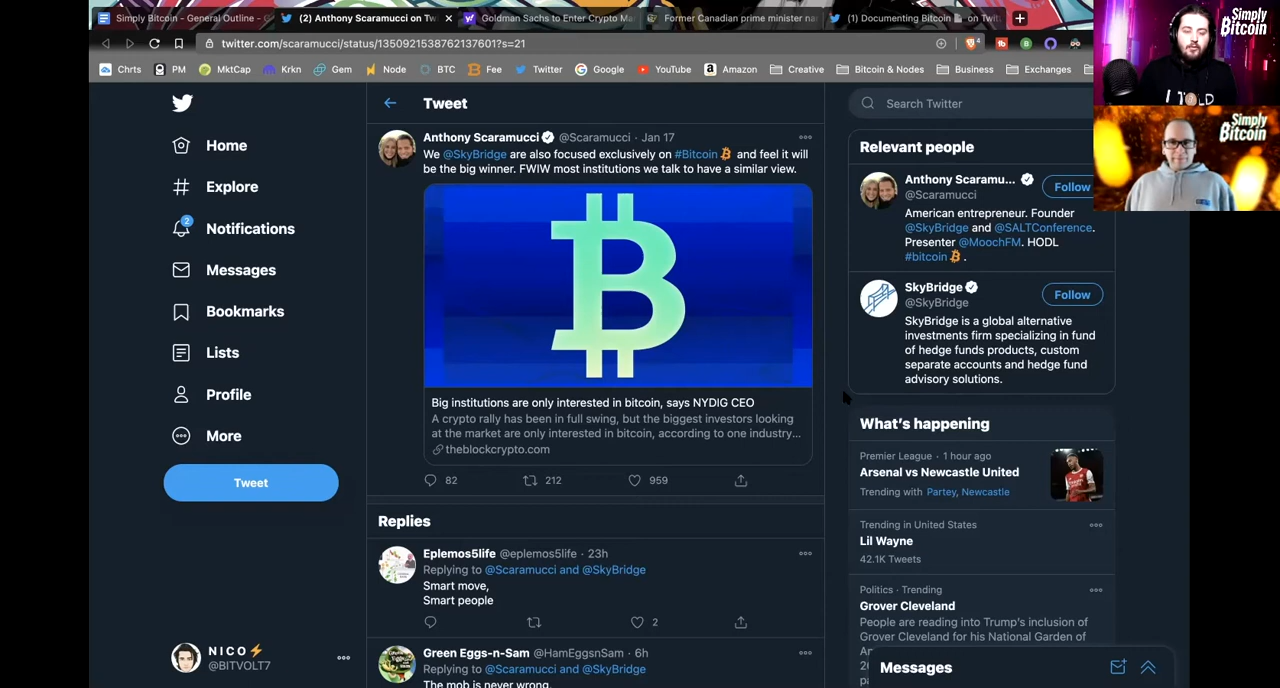 Simply Bitcoin - General Outline -
(2) Anthony Scaramucci on Tw
Goldman Sachs to Enter Crypto Ma
Former Canadian prime minister na
(1) Documenting Bitcoin on Twit
twitter.com/scaramucci/status/1350921538762137601?s=21
Chrts PM MktCap Krkn Gem Node BTC Fee Twitter Google YouTube Amazon Creative Bitcoin & Nodes Business Exchanges
Simply
Bitcoin
I TOLD
Simply
Bitcoin
Home
Explore
2
Notifications
Messages
Bookmarks
Lists
Profile
More
Tweet
NICO⚡
@BITVOLT7
Tweet
Anthony Scaramucci @Scaramucci · Jan 17
We @SkyBridge are also focused exclusively on #Bitcoin and feel it will
be the big winner. FWIW most institutions we talk to have a similar view.
Big institutions are only interested in bitcoin, says NYDIG CEO
A crypto rally has been in full swing, but the biggest investors looking
at the market are only interested in bitcoin, according to one industry...
theblockcrypto.com
82 212 959
Replies
Eplemos5life @eplemos5life · 23h
Replying to @Scaramucci and @SkyBridge
Smart move,
Smart people
2
Green Eggs-n-Sam @HamEggsnSam · 6h
Replying to @Scaramucci and @SkyBridge
The mob is never wrong.
Search Twitter
Relevant people
Anthony Scaramu...
@Scaramucci
Follow
American entrepreneur. Founder
@SkyBridge and @SALTConference.
Presenter @MoochFM. HODL
#bitcoin .
SkyBridge
@SkyBridge
Follow
SkyBridge is a global alternative
investments firm specializing in fund
of hedge funds products, custom
separate accounts and hedge fund
advisory solutions.
What's happening
Premier League · 1 hour ago
Arsenal vs Newcastle United
Trending with Partey, Newcastle
Trending in United States
Lil Wayne
42.1K Tweets
Politics · Trending
Grover Cleveland
People are reading into Trump's inclusion of
Grover Cleveland for his National Garden of
Messages